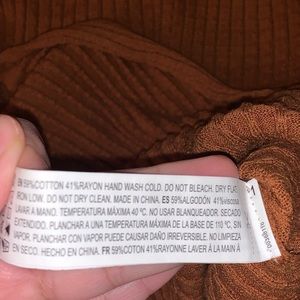 EN 59%COTTON 41%RAYON HAND WASH COLD. DO NOT BLEACH. DRY FLAT
IRON LOW. DO NOT DRY CLEAN. MADE IN CHINA. ES 59%ALGODÓN 41%viscosa
LAVAR A MANO. TEMPERATURA MÁXIMA 40 ºC. NO USAR BLANQUEADOR. SECADO
EXTENDIDO. PLANCHAR A UNA TEMPERATURA MÁXIMA DE LA BASE DE 110 ºC. SIN
PLANCHAR CON VAPOR PUEDE CAUSAR DAÑO IRREVERSIBLE. NO LIMPIEZA
EN SECO. HECHO EN CHINA. FR 59%COTON 41%RAYONNE LAVER À LA MAIN À